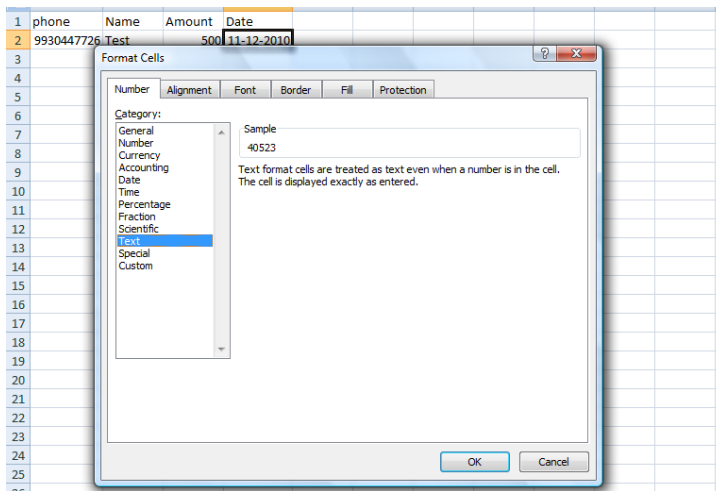 1 phone Name Amount Date
2 9930447726 Test 500 11-12-2010
3
Format Cells
4
Number Alignment Font Border Fill Protection
5
Category:
6
General
Number
Currency
Accounting
Date
Time
Percentage
Fraction
Scientific
Text
Special
Custom
Sample
40523
Text format cells are treated as text even when a number is in the cell.
The cell is displayed exactly as entered.
7
8
9
10
11
12
13
14
15
16
17
18
19
20
21
22
23
24
OK Cancel
25